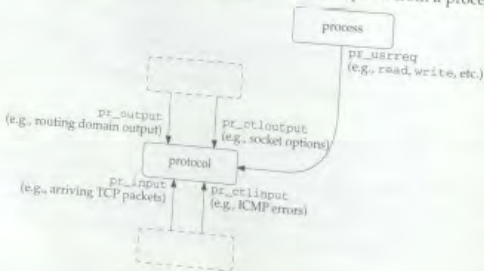 process
pr_usrreq
(e.g., read, write, etc.)
pr_output
(e.g., routing domain output)
pr_ctloutput
(e.g., socket options)
protocol
pr_input
(e.g., arriving TCP packets)
pr_ctlinput
(e.g., ICMP errors)